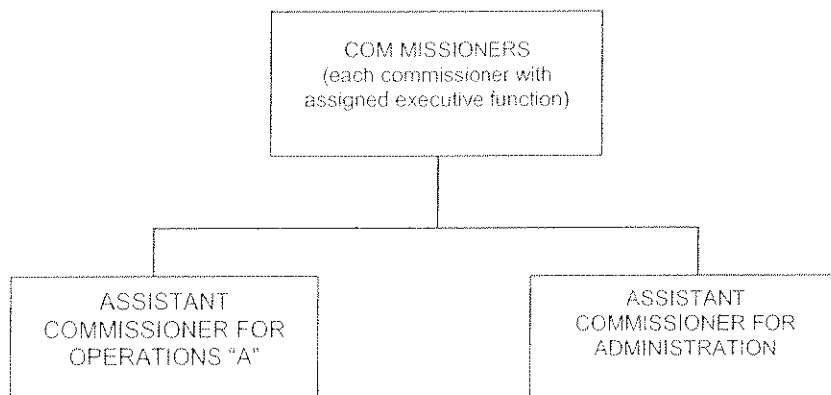 COM MISSIONERS
(each commissioner with
assigned executive function)
ASSISTANT
COMMISSIONER FOR
OPERATIONS "A"
ASSISTANT
COMMISSIONER FOR
ADMINISTRATION